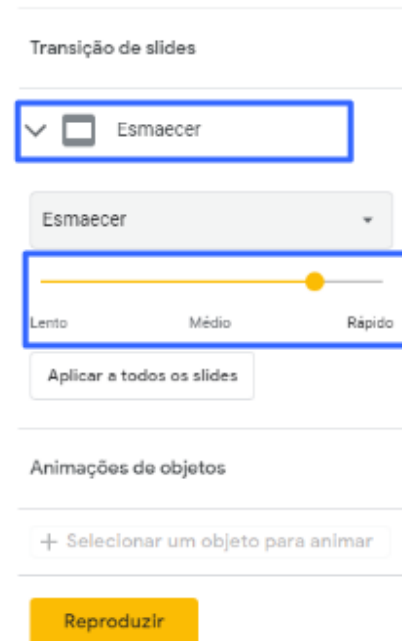 Transição de slides
Esmaecer
Esmaecer
Lento Médio Rápido
Aplicar a todos os slides
Animações de objetos
+ Selecionar um objeto para animar
Reproduzir